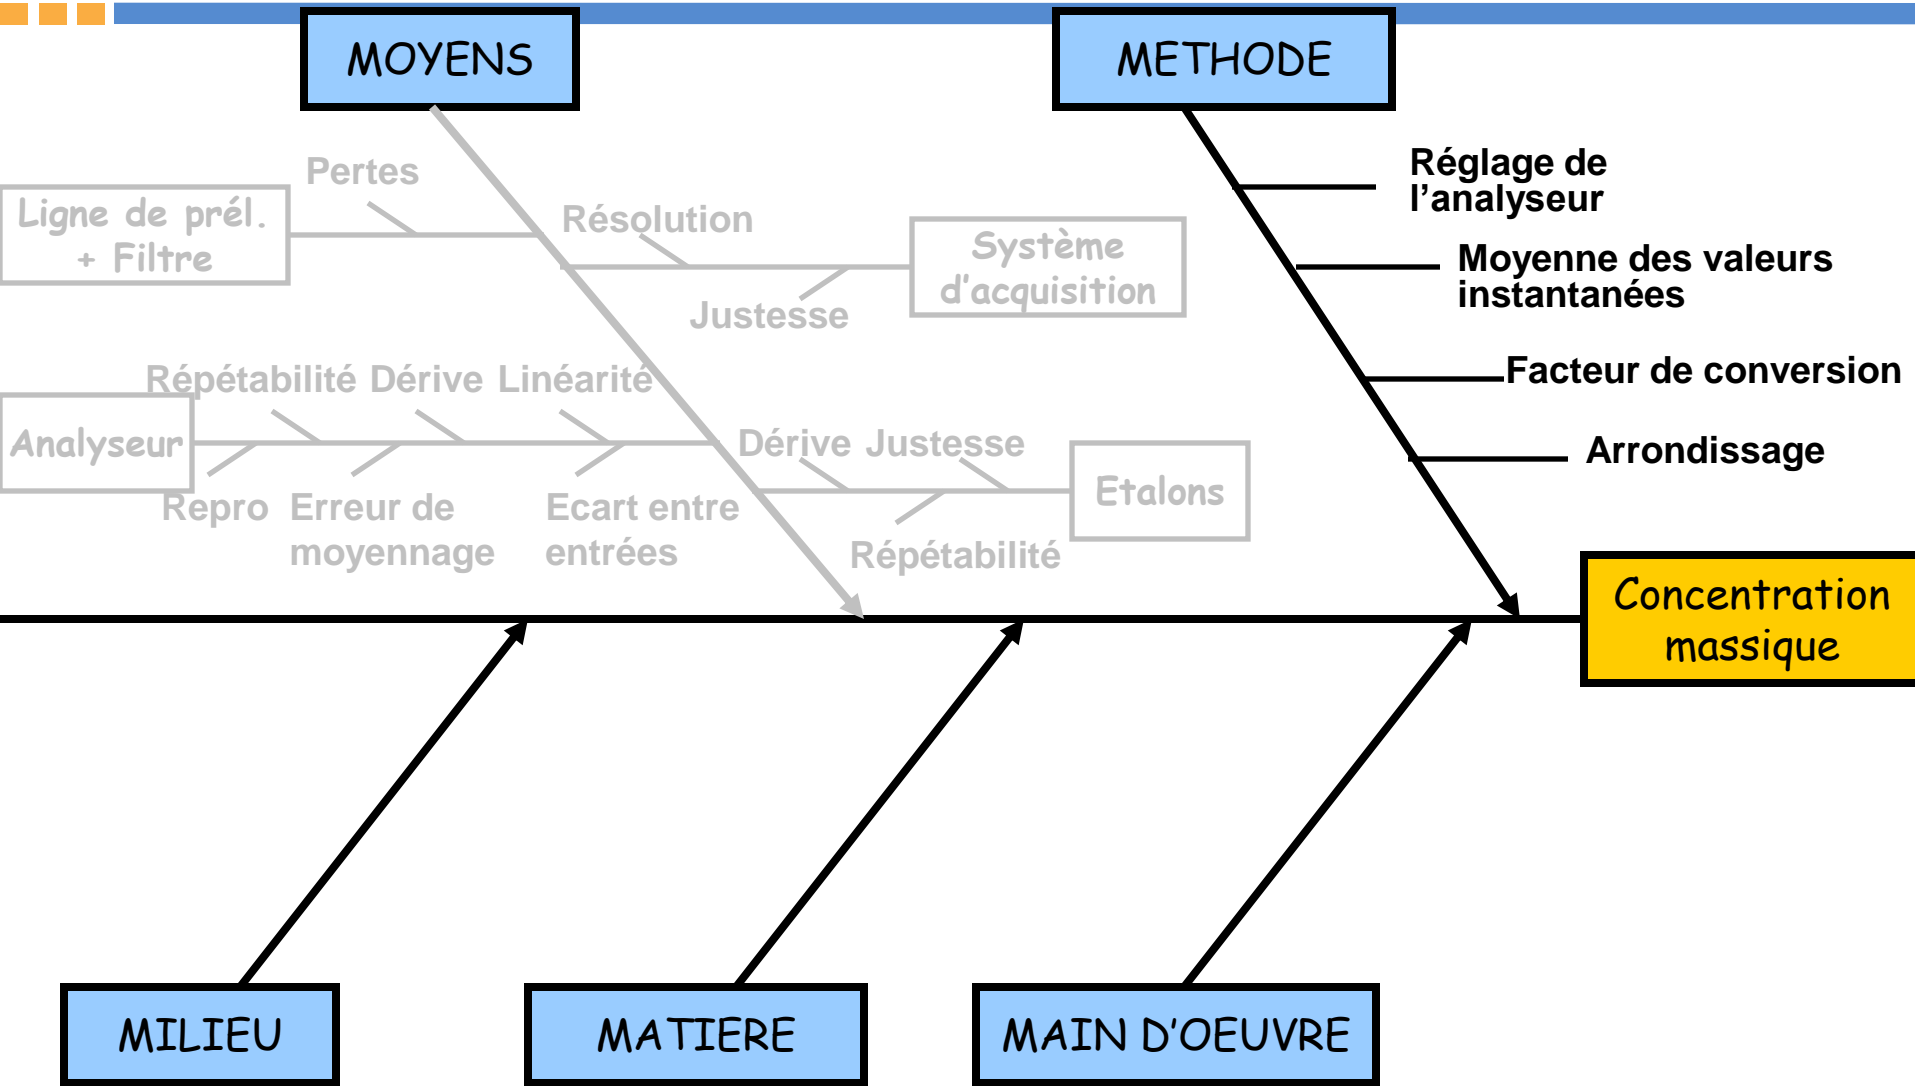 MOYENS
METHODE
Pertes
Ligne de prél.
+ Filtre
Résolution
Système
d'acquisition
Justesse
Réglage de
l’analyseur
Moyenne des valeurs
instantanées
Facteur de conversion
Arrondissage
Répétabilité
Dérive
Linéarité
Analyseur
Repro
Erreur de
moyennage
Ecart entre
entrées
Dérive
Justesse
Etalons
Répétabilité
Concentration
massique
MILIEU
MATIERE
MAIN D'OEUVRE